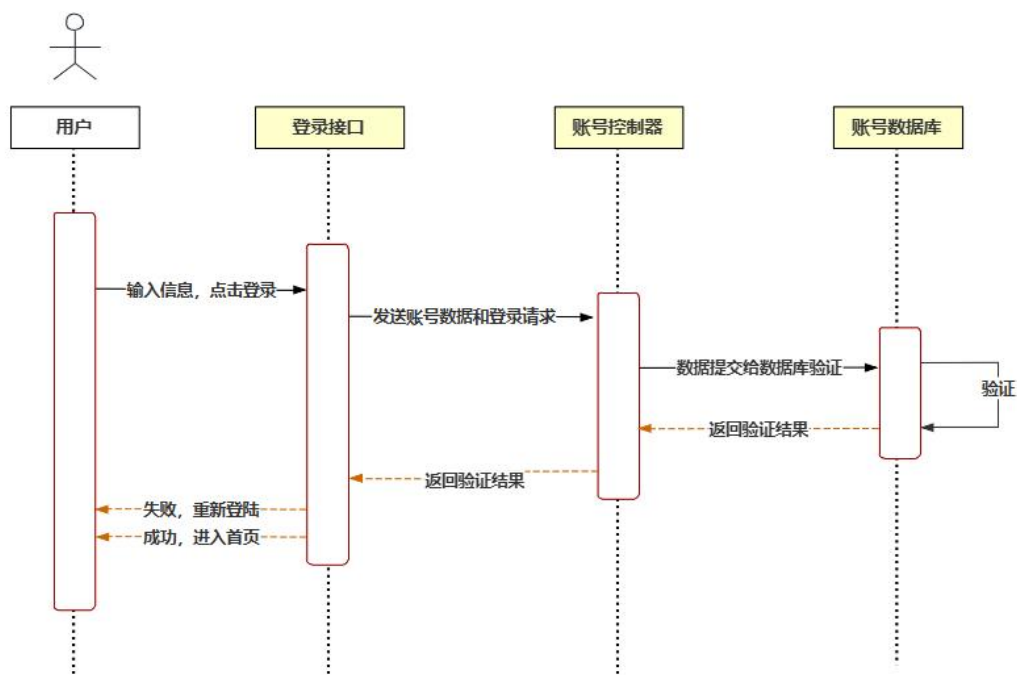 用户
登录接口
账号控制器
账号数据库
输入信息，点击登录
发送账号数据和登录请求
数据提交给数据库验证
验证
返回验证结果
返回验证结果
失败，重新登陆
成功，进入首页